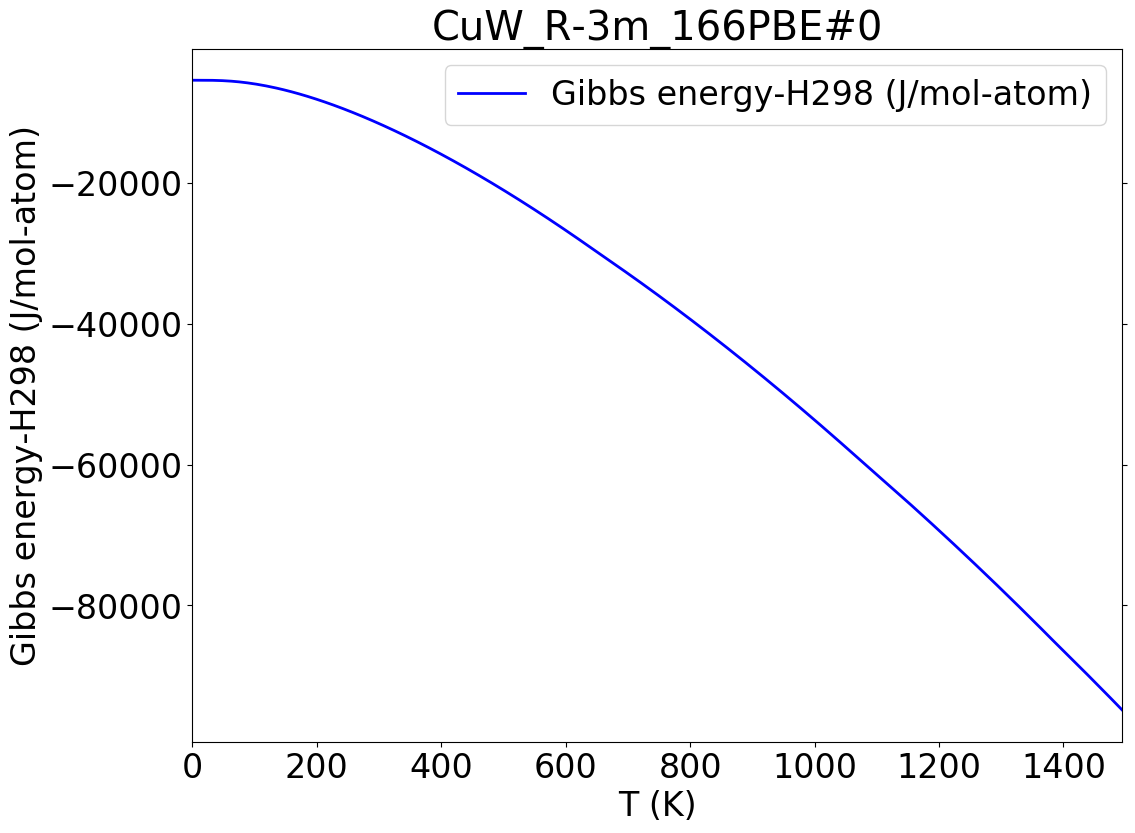 CuW_R-3m_166PBE#0
Gibbs energy-H298 (J/mol-atom)
Gibbs energy-H298 (J/mol-atom)
−20000
−40000
−60000
−80000
0 200 400 600 800 1000 1200 1400
T (K)